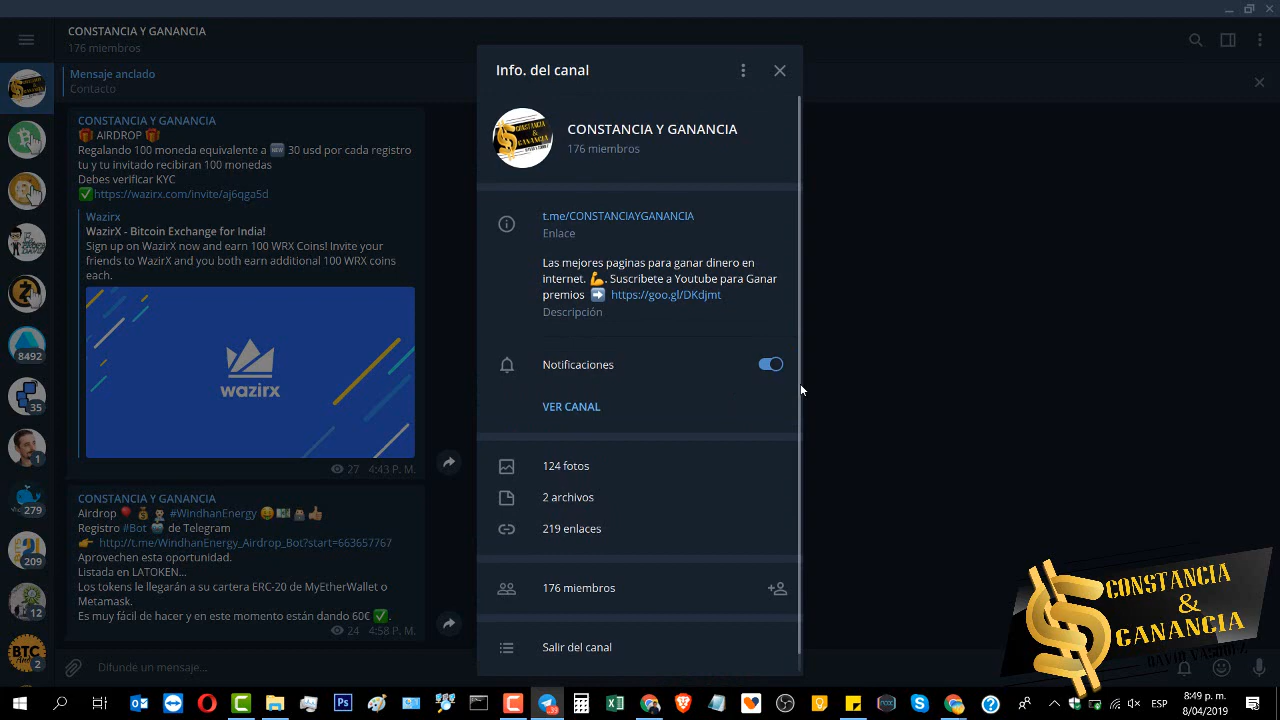 CONSTANCIA Y GANANCIA
176 miembros
Mensaje anclado
Contacto
CONSTANCIA Y GANANCIA
🎁 AIRDROP 🎁
Regalando 100 moneda equivalente a 🆕 30 usd por cada registro
tu y tu invitado recibiran 100 monedas
Debes verificar KYC
✅https://wazirx.com/invite/aj6qga5d
Wazirx
WazirX - Bitcoin Exchange for India!
Sign up on WazirX now and earn 100 WRX Coins! Invite your
friends to WazirX and you both earn additional 100 WRX coins
each.
wazirx
27 4:43 P. M.
CONSTANCIA Y GANANCIA
Airdrop #WindhanEnergy
Registro #Bot de Telegram
👉 http://t.me/WindhanEnergy_Airdrop_Bot?start=663657767
Aprovechen esta oportunidad.
Listada en LATOKEN...
Los tokens le llegarán a su cartera ERC-20 de MyEtherWallet o
Metamask.
Es muy fácil de hacer y en este momento están dando 60€ ✅.
24 4:58 P. M.
Difunde un mensaje...
8492
35
1
279
209
12
BTC
2
Info. del canal
CONSTANCIA Y GANANCIA
176 miembros
t.me/CONSTANCIAYGANANCIA
Enlace
Las mejores paginas para ganar dinero en
internet. 💪. Suscribete a Youtube para Ganar
premios ➡ https://goo.gl/DKdjmt
Descripción
Notificaciones
VER CANAL
124 fotos
2 archivos
219 enlaces
176 miembros
Salir del canal
CONSTANCIA
&
GANANCIA
DAVID VASQUEZ
ESP
8:49 p. m.
8/04/2019